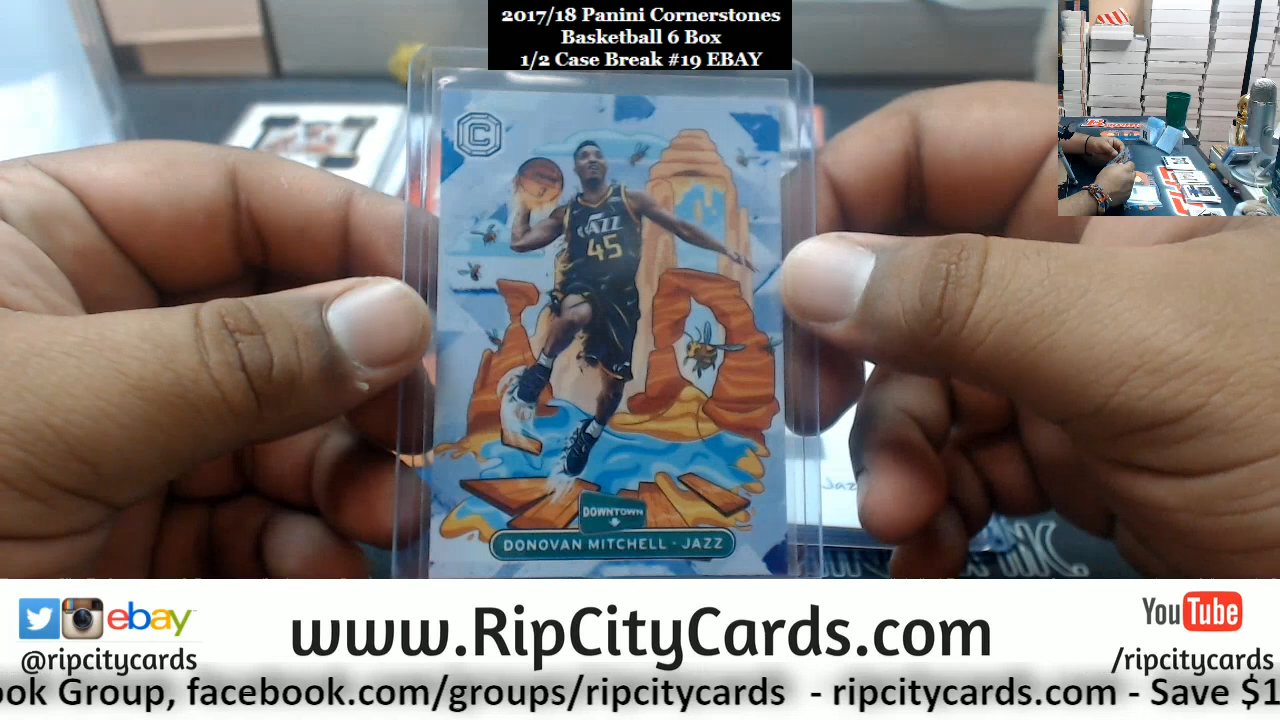 2017/18 Panini Cornerstones
Basketball 6 Box
1/2 Case Break #19 EBAY
C
JAZZ
45
DOWNTOWN
DONOVAN MITCHELL · JAZZ
Jaz
ebay
@ripcitycards
www.RipCityCards.com
YouTube
/ripcitycards
ook Group, facebook.com/groups/ripcitycards - ripcitycards.com - Save $1